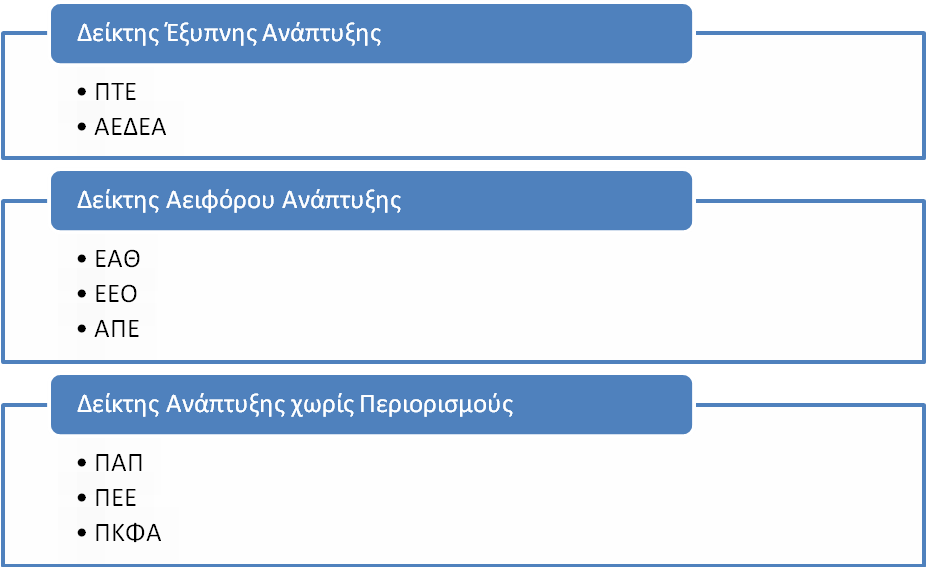 Δείκτης Έξυπνης Ανάπτυξης
• ΠΤΕ
• ΑΕΔΕΑ
Δείκτης Αειφόρου Ανάπτυξης
• ΕΑΘ
• ΕΕΟ
• ΑΠΕ
Δείκτης Ανάπτυξης χωρίς Περιορισμούς
• ΠΑΠ
• ΠΕΕ
• ΠΚΦΑ